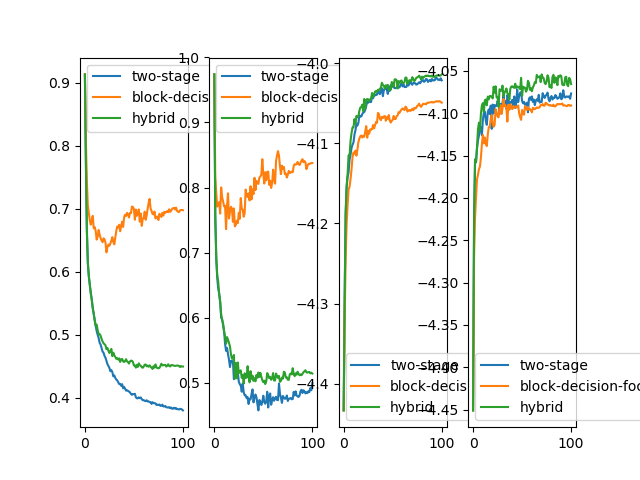 two-stage
block-decis
hybrid
0.9
0.8
0.7
0.6
0.5
0.4
0
100
two-stage
block-decis
hybrid
1.0
0.9
0.8
0.7
0.6
0.5
0
100
two-stage
block-decis
hybrid
−4.0
−4.1
−4.2
−4.3
−4.4
0
100
two-stage
block-decision-foc
hybrid
−4.05
−4.10
−4.15
−4.20
−4.25
−4.30
−4.35
−4.40
−4.45
0
100